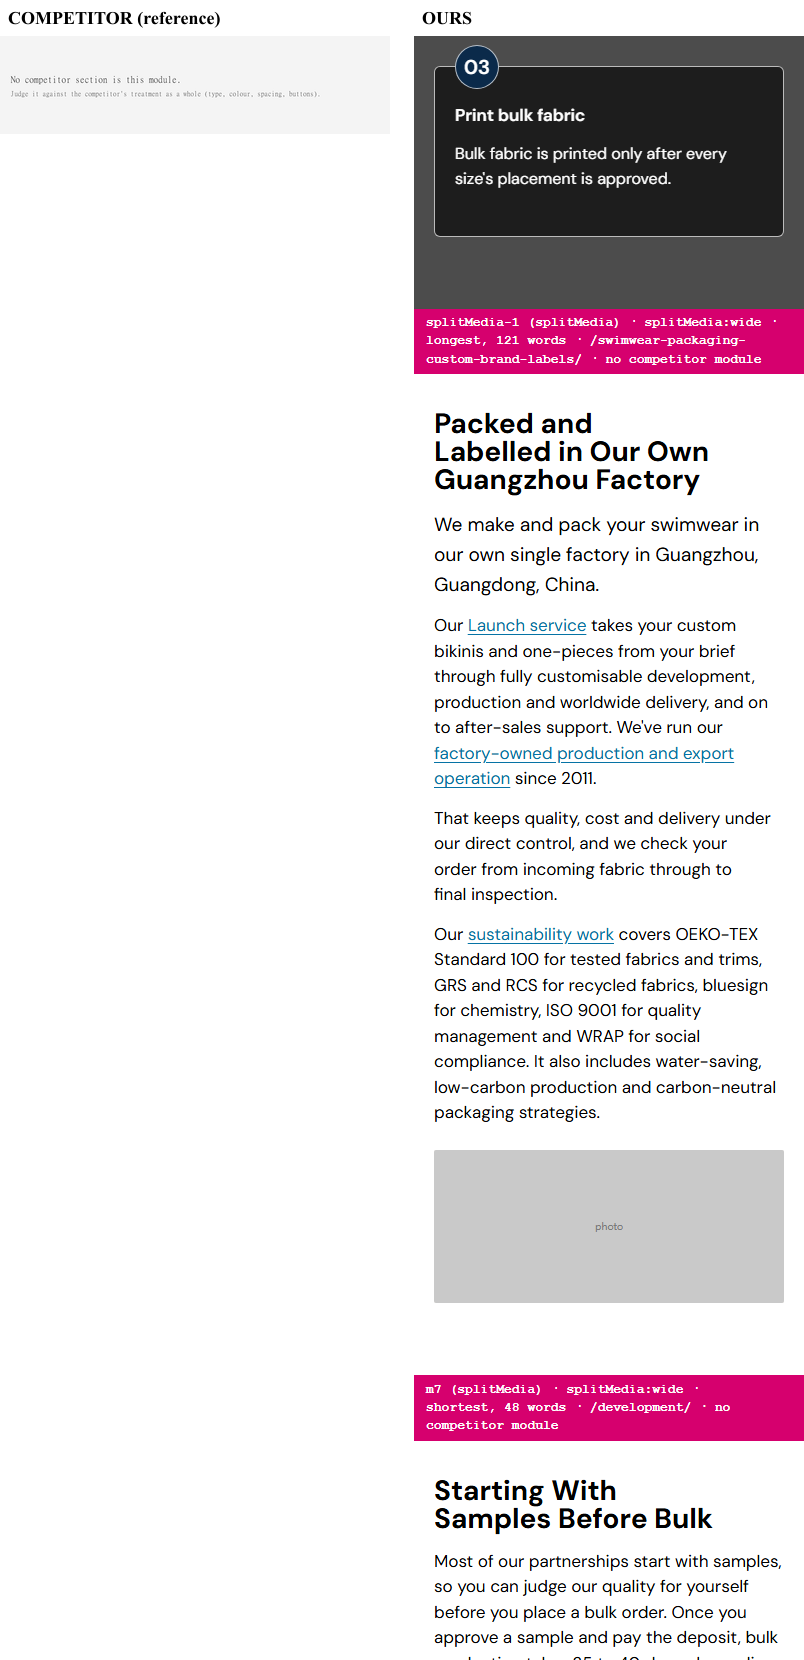 COMPETITOR (reference)
OURS
No competitor section is this module.
Judge it against the competitor's treatment as a whole (type, colour, spacing, buttons).
03
Print bulk fabric
Bulk fabric is printed only after every
size's placement is approved.
splitMedia-1 (splitMedia) · splitMedia:wide ·
longest, 121 words · /swimwear-packaging-
custom-brand-labels/ · no competitor module
Packed and
Labelled in Our Own
Guangzhou Factory
We make and pack your swimwear in
our own single factory in Guangzhou,
Guangdong, China.
Our Launch service takes your custom
bikinis and one-pieces from your brief
through fully customisable development,
production and worldwide delivery, and on
to after-sales support. We've run our
factory-owned production and export
operation since 2011.
That keeps quality, cost and delivery under
our direct control, and we check your
order from incoming fabric through to
final inspection.
Our sustainability work covers OEKO-TEX
Standard 100 for tested fabrics and trims,
GRS and RCS for recycled fabrics, bluesign
for chemistry, ISO 9001 for quality
management and WRAP for social
compliance. It also includes water-saving,
low-carbon production and carbon-neutral
packaging strategies.
photo
m7 (splitMedia) · splitMedia:wide ·
shortest, 48 words · /development/ · no
competitor module
Starting With
Samples Before Bulk
Most of our partnerships start with samples,
so you can judge our quality for yourself
before you place a bulk order. Once you
approve a sample and pay the deposit, bulk